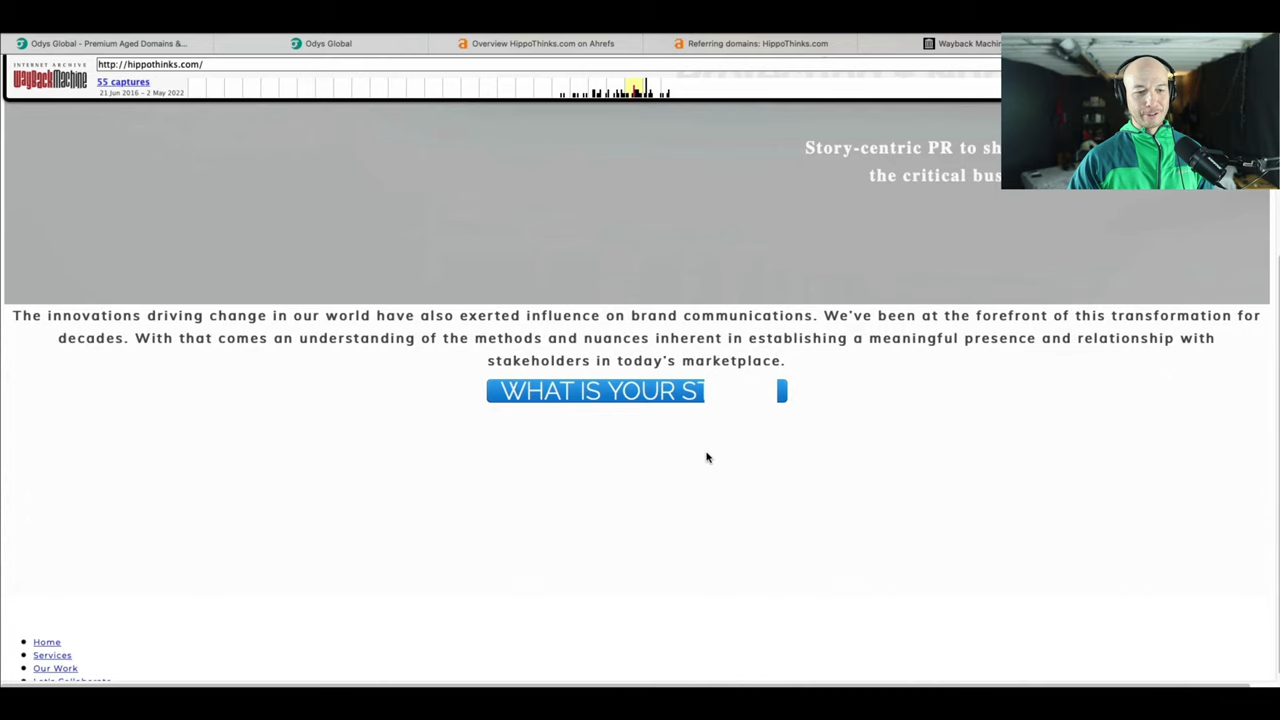 Odys Global - Premium Aged Domains &...
Odys Global
Overview HippoThinks.com on Ahrefs
Referring domains: HippoThinks.com
Wayback Machin
INTERNET ARCHIVE
WayBackMachine
http://hippothinks.com/
55 captures
21 Jun 2016 – 2 May 2022
Story-centric PR to sh
the critical bus
The innovations driving change in our world have also exerted influence on brand communications. We've been at the forefront of this transformation for
decades. With that comes an understanding of the methods and nuances inherent in establishing a meaningful presence and relationship with
stakeholders in today's marketplace.
WHAT IS YOUR ST
Home
Services
Our Work
Let's Collaborate